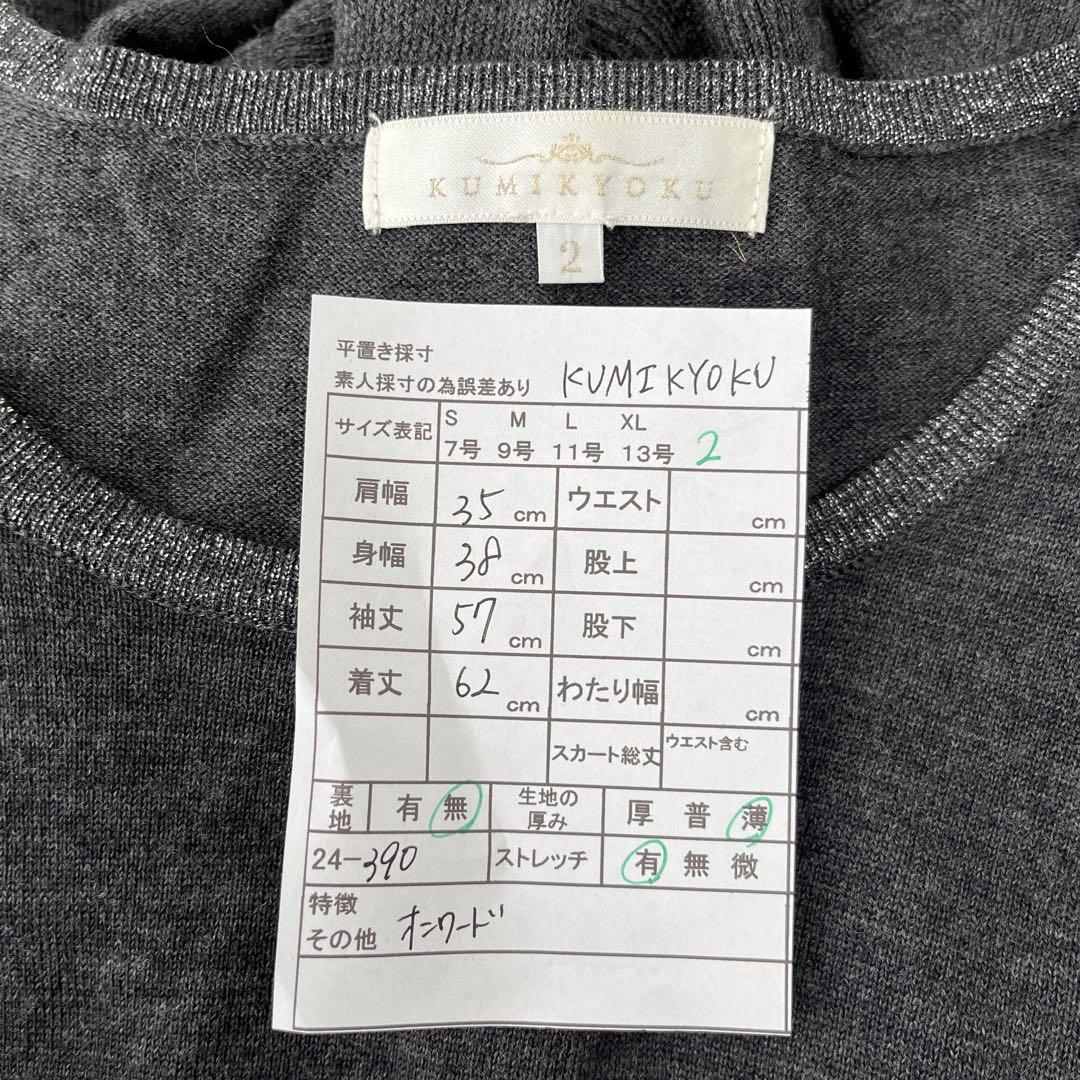 KUMIKYOKU
2
平置き採寸
素人採寸の為誤差あり KUMIKYOKU
サイズ表記 S M L XL
7号 9号 11号 13号 2
肩幅 35 cm ウエスト cm
身幅 38 cm 股上 cm
袖丈 57 cm 股下 cm
着丈 62 cm わたり幅 cm
スカート総丈 ウエスト含む
裏地 有 無 生地の厚み 厚 普 薄
24-390 ストレッチ 有 無 微
特徴
その他 オンワード